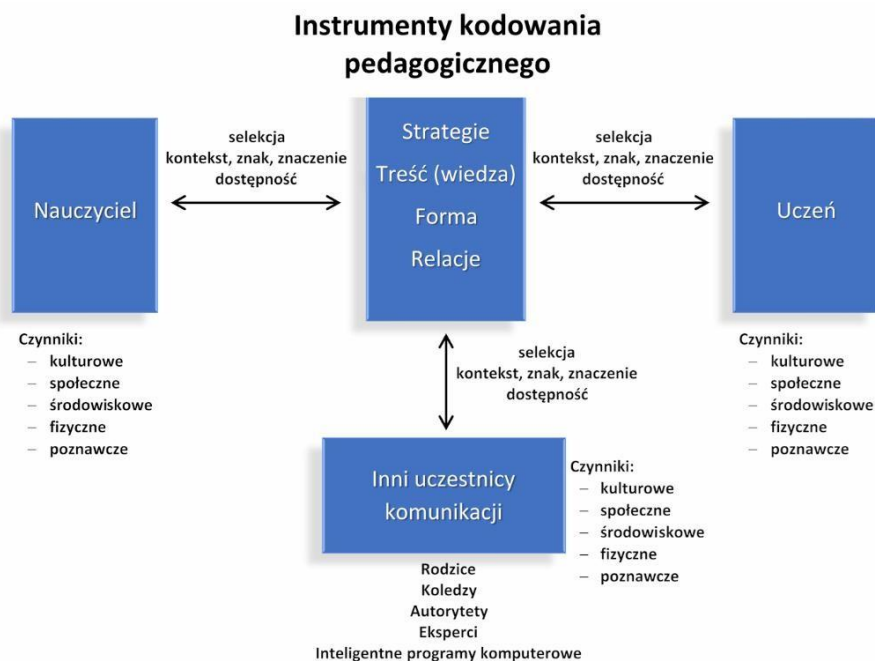 Instrumenty kodowania
pedagogicznego
Nauczyciel
selekcja
kontekst, znak, znaczenie
dostępność
Strategie
Treść (wiedza)
Forma
Relacje
selekcja
kontekst, znak, znaczenie
dostępność
Uczeń
Czynniki:
– kulturowe
– społeczne
– środowiskowe
– fizyczne
– poznawcze
selekcja
kontekst, znak, znaczenie
dostępność
Czynniki:
– kulturowe
– społeczne
– środowiskowe
– fizyczne
– poznawcze
Inni uczestnicy
komunikacji
Czynniki:
– kulturowe
– społeczne
– środowiskowe
– fizyczne
– poznawcze
Rodzice
Koledzy
Autorytety
Eksperci
Inteligentne programy komputerowe